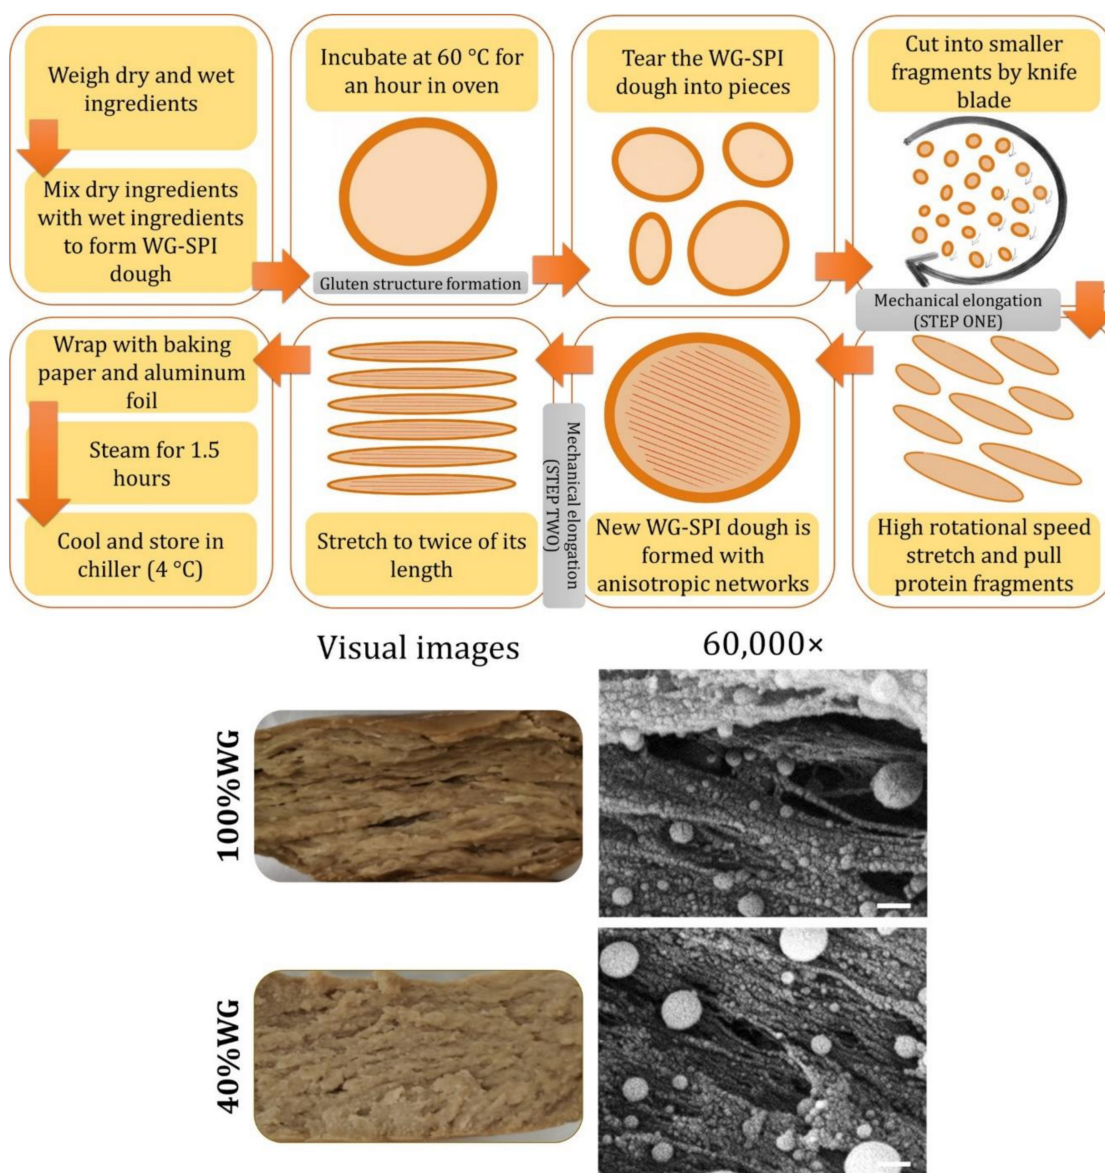 Weigh dry and wet
ingredients
Mix dry ingredients
with wet ingredients
to form WG-SPI
dough
Incubate at 60 °C for
an hour in oven
Gluten structure formation
Tear the WG-SPI
dough into pieces
Cut into smaller
fragments by knife
blade
Mechanical elongation
(STEP ONE)
High rotational speed
stretch and pull
protein fragments
New WG-SPI dough is
formed with
anisotropic networks
Mechanical elongation
(STEP TWO)
Stretch to twice of its
length
Wrap with baking
paper and aluminum
foil
Steam for 1.5
hours
Cool and store in
chiller (4 °C)
Visual images
60,000×
100%WG
40%WG